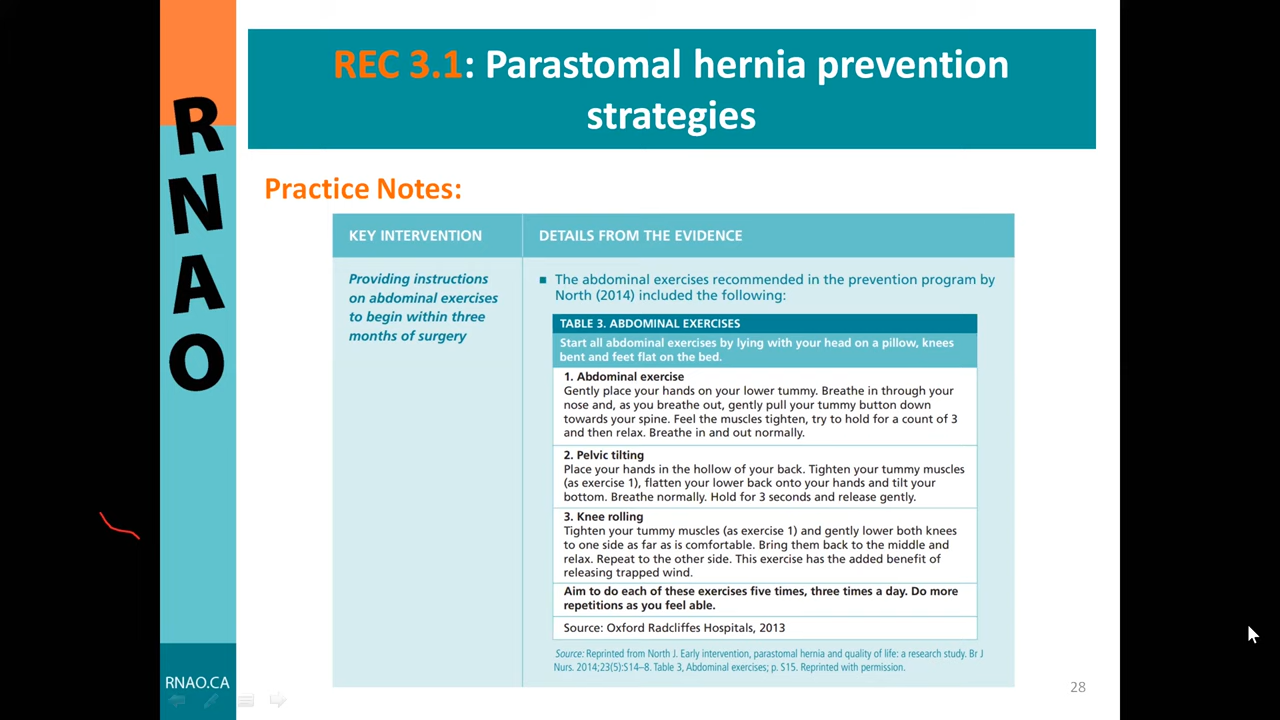 REC 3.1: Parastomal hernia prevention
strategies
R
N
A
O
RNAO.CA
Practice Notes:
KEY INTERVENTION
DETAILS FROM THE EVIDENCE
Providing instructions
on abdominal exercises
to begin within three
months of surgery
■ The abdominal exercises recommended in the prevention program by
North (2014) included the following:
TABLE 3. ABDOMINAL EXERCISES
Start all abdominal exercises by lying with your head on a pillow, knees
bent and feet flat on the bed.
1. Abdominal exercise
Gently place your hands on your lower tummy. Breathe in through your
nose and, as you breathe out, gently pull your tummy button down
towards your spine. Feel the muscles tighten, try to hold for a count of 3
and then relax. Breathe in and out normally.
2. Pelvic tilting
Place your hands in the hollow of your back. Tighten your tummy muscles
(as exercise 1), flatten your lower back onto your hands and tilt your
bottom. Breathe normally. Hold for 3 seconds and release gently.
3. Knee rolling
Tighten your tummy muscles (as exercise 1) and gently lower both knees
to one side as far as is comfortable. Bring them back to the middle and
relax. Repeat to the other side. This exercise has the added benefit of
releasing trapped wind.
Aim to do each of these exercises five times, three times a day. Do more
repetitions as you feel able.
Source: Oxford Radcliffes Hospitals, 2013
Source: Reprinted from North J. Early intervention, parastomal hernia and quality of life: a research study. Br J
Nurs. 2014;23(5):S14–8. Table 3, Abdominal exercises; p. S15. Reprinted with permission.
28